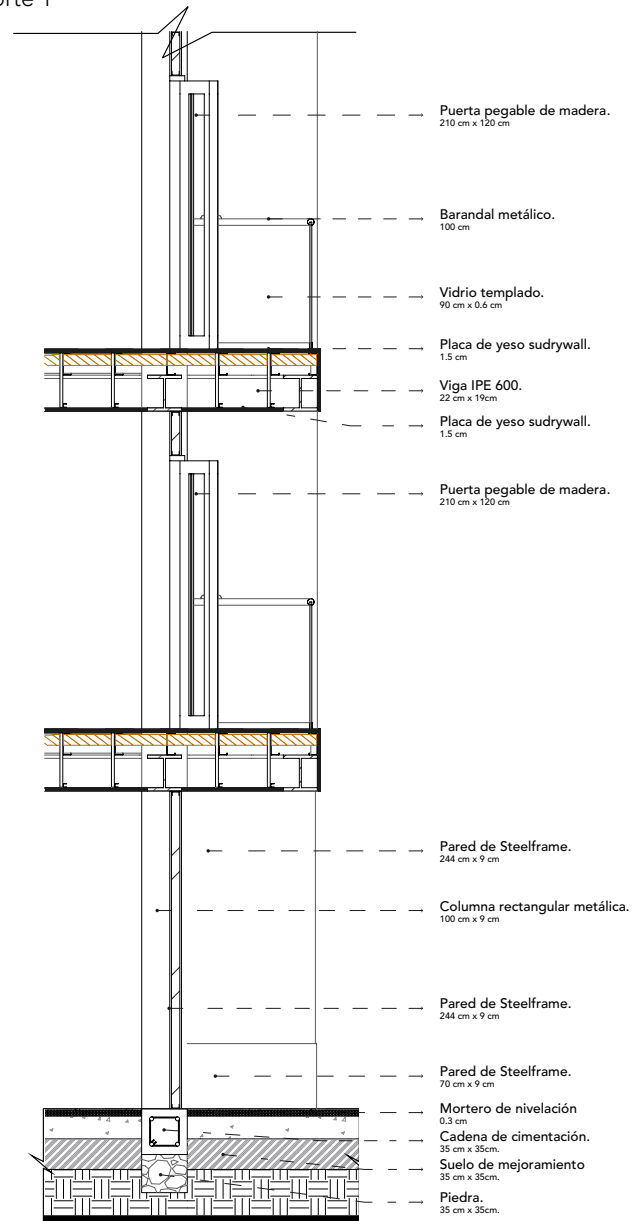 orte 1
Puerta pegable de madera.
210 cm x 120 cm
Barandal metálico.
100 cm
Vidrio templado.
90 cm x 0.6 cm
Placa de yeso sudrywall.
1.5 cm
Viga IPE 600.
22 cm x 19cm
Placa de yeso sudrywall.
1.5 cm
Puerta pegable de madera.
210 cm x 120 cm
Pared de Steelframe.
244 cm x 9 cm
Columna rectangular metálica.
100 cm x 9 cm
Pared de Steelframe.
244 cm x 9 cm
Pared de Steelframe.
70 cm x 9 cm
Mortero de nivelación
0.3 cm
Cadena de cimentación.
35 cm x 35cm.
Suelo de mejoramiento
35 cm x 35cm.
Piedra.
35 cm x 35cm.